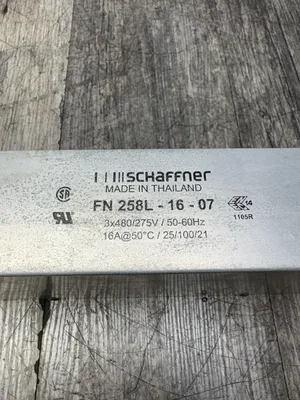 SCHAFFNER
MADE IN THAILAND
FN 258L - 16 - 07
3x480/275V / 50-60Hz
16A@50°C / 25/100/21
1105R